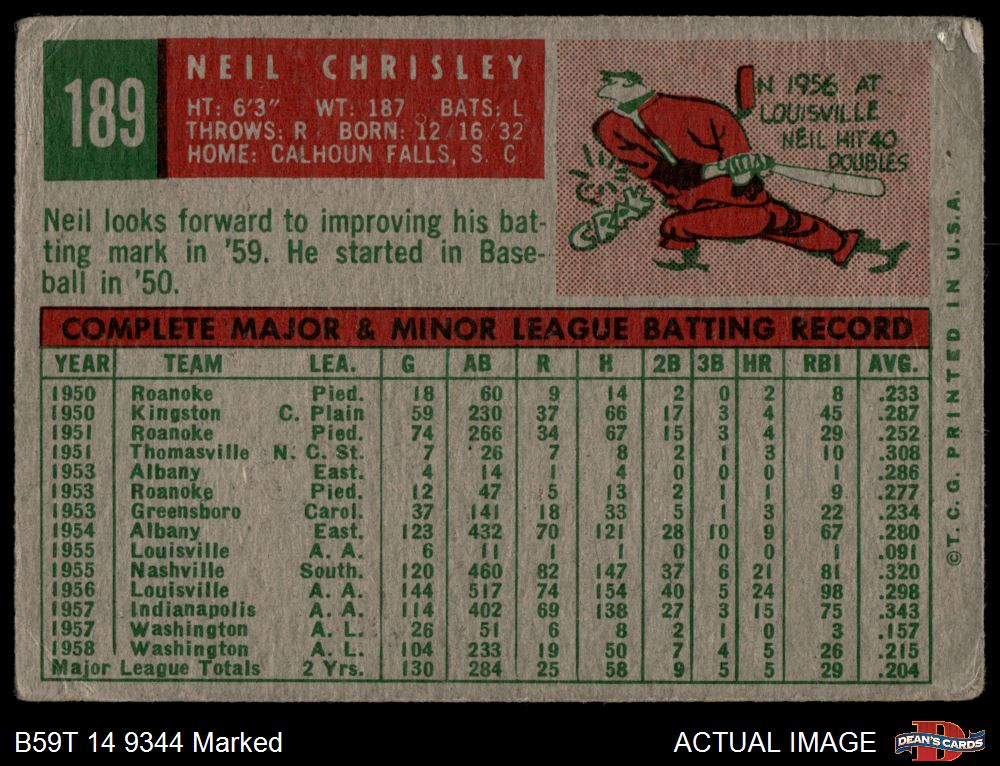 189
NEIL CHRISLEY
HT: 6'3" WT: 187 BATS: L
THROWS: R BORN: 12/16/32
HOME: CALHOUN FALLS, S. C.
IN 1956 AT
LOUISVILLE
NEIL HIT 40
DOUBLES
CRAK
Neil looks forward to improving his bat-
ting mark in '59. He started in Base-
ball in '50.
COMPLETE MAJOR & MINOR LEAGUE BATTING RECORD
YEAR TEAM LEA. G AB R H 2B 3B HR RBI AVG.
1950 Roanoke Pied. 18 60 9 14 2 0 2 8 .233
1950 Kingston C. Plain 59 230 37 66 17 3 4 45 .287
1951 Roanoke Pied. 74 266 34 67 15 3 4 29 .252
1951 Thomasville N. C. St. 7 26 7 8 2 1 3 10 .308
1953 Albany East. 4 14 1 4 0 0 0 1 .286
1953 Roanoke Pied. 12 47 5 13 2 1 1 9 .277
1953 Greensboro Carol. 37 141 18 33 5 1 3 22 .234
1954 Albany East. 123 432 70 121 28 10 9 67 .280
1955 Louisville A. A. 6 11 1 1 0 0 0 1 .091
1955 Nashville South. 120 460 82 147 37 6 21 81 .320
1956 Louisville A. A. 144 517 74 154 40 5 24 98 .298
1957 Indianapolis A. A. 114 402 69 138 27 3 15 75 .343
1957 Washington A. L. 26 51 6 8 2 1 0 3 .157
1958 Washington A. L. 104 233 19 50 7 4 5 26 .215
Major League Totals 2 Yrs. 130 284 25 58 9 5 5 29 .204
©T.C.G. PRINTED IN U.S.A.
B59T 14 9344 Marked
ACTUAL IMAGE
DEAN'S CARDS